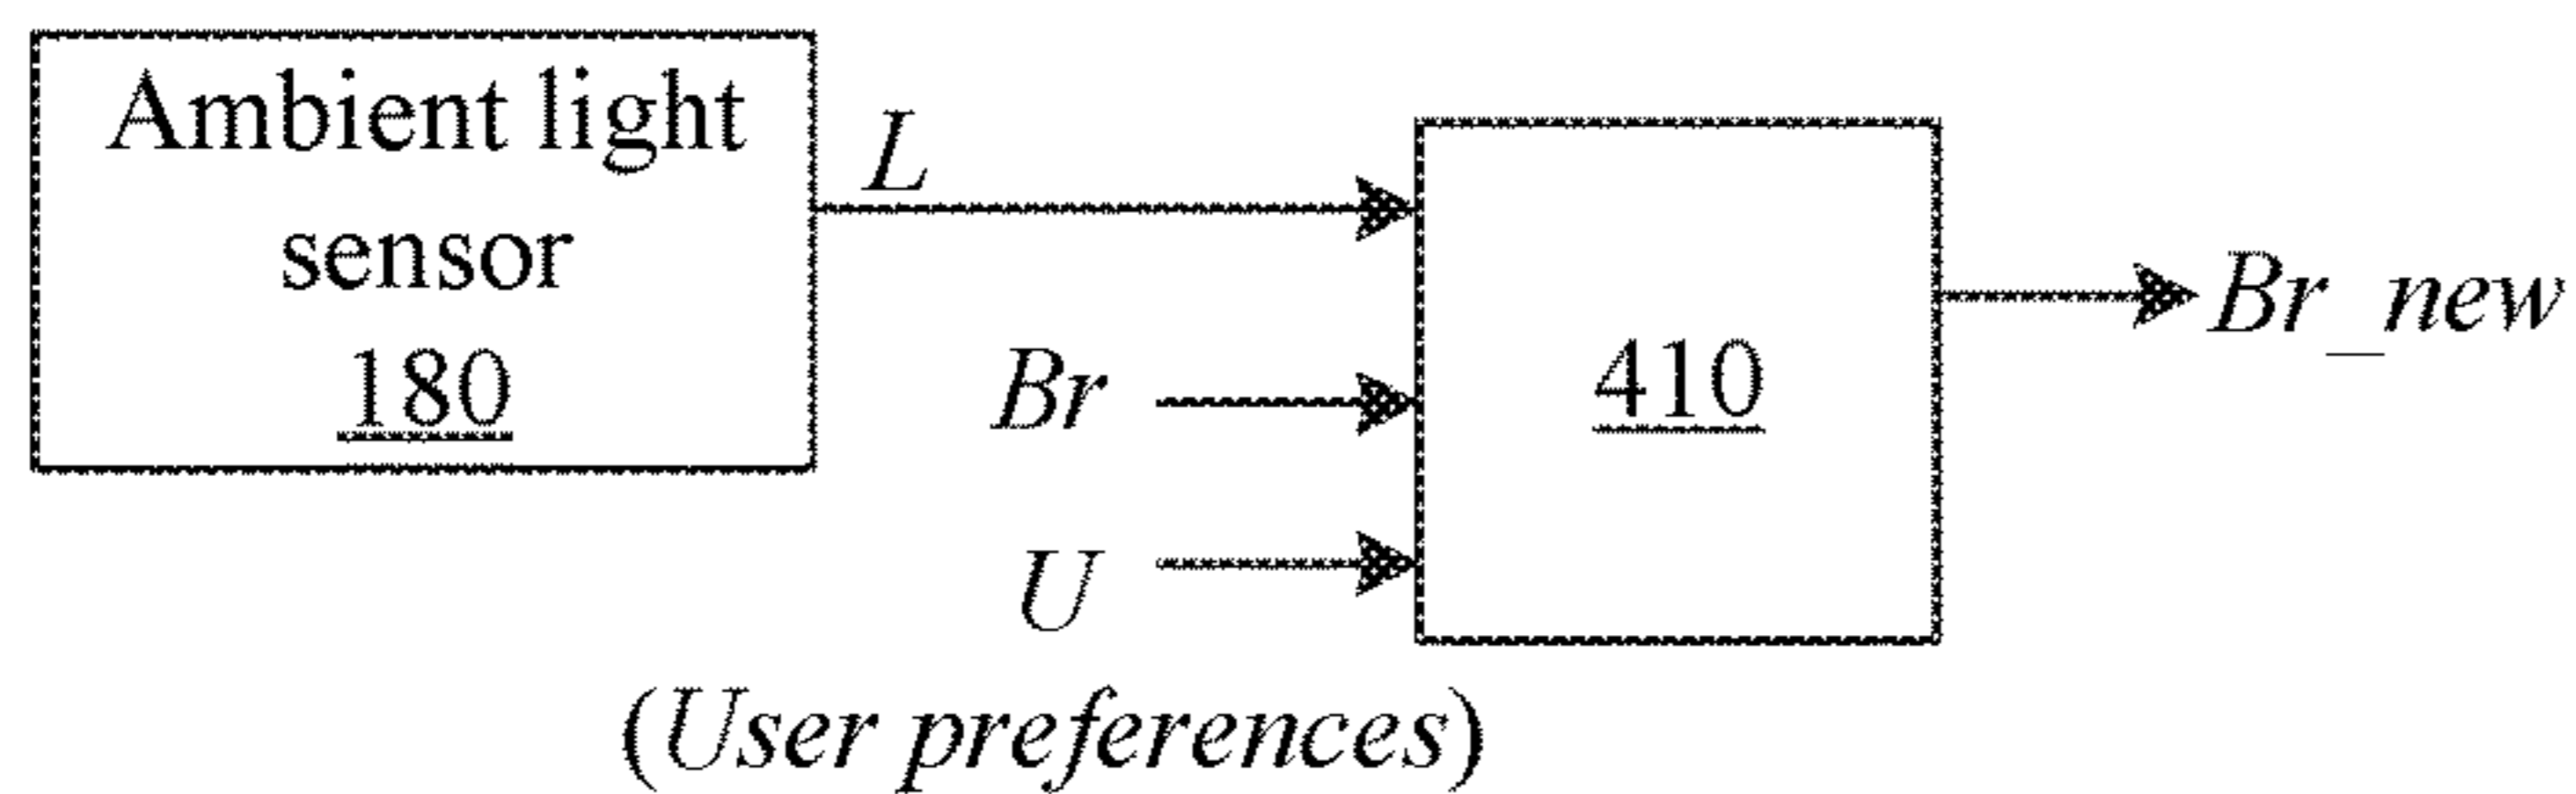 Ambient light
sensor
180
L
Br
U
(User preferences)
410
Br_new